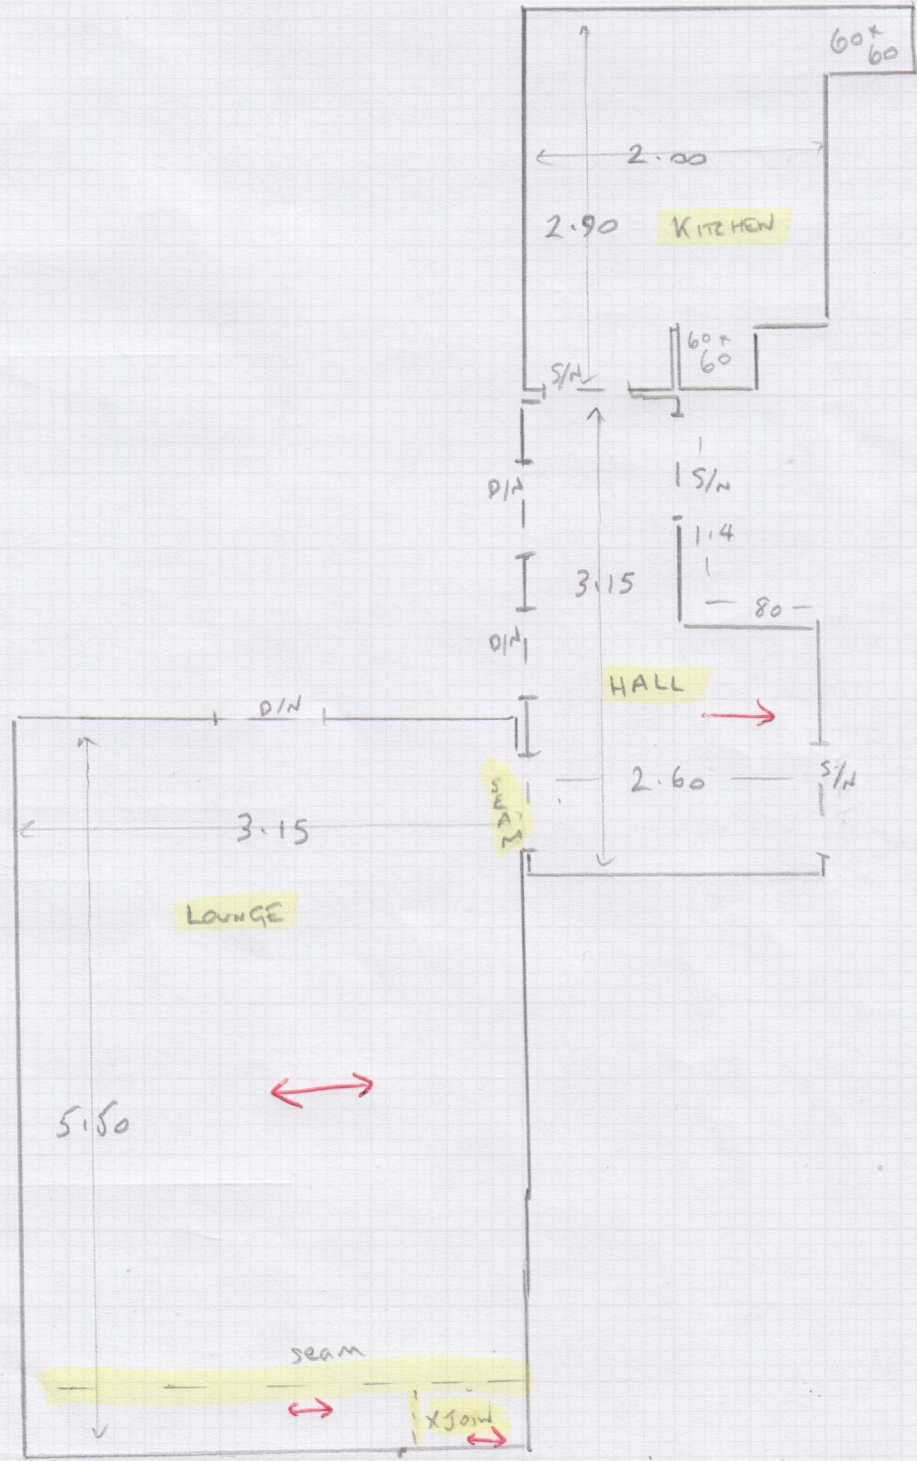 60x
60
2.00
2.90
KITCHEN
60x
60
S/N
D/N
S/N
1.4
3.15
80
D/N
HALL
D/N
2.60
S/N
SEAM
3.15
LOUNGE
5.50
seam
XJOIN